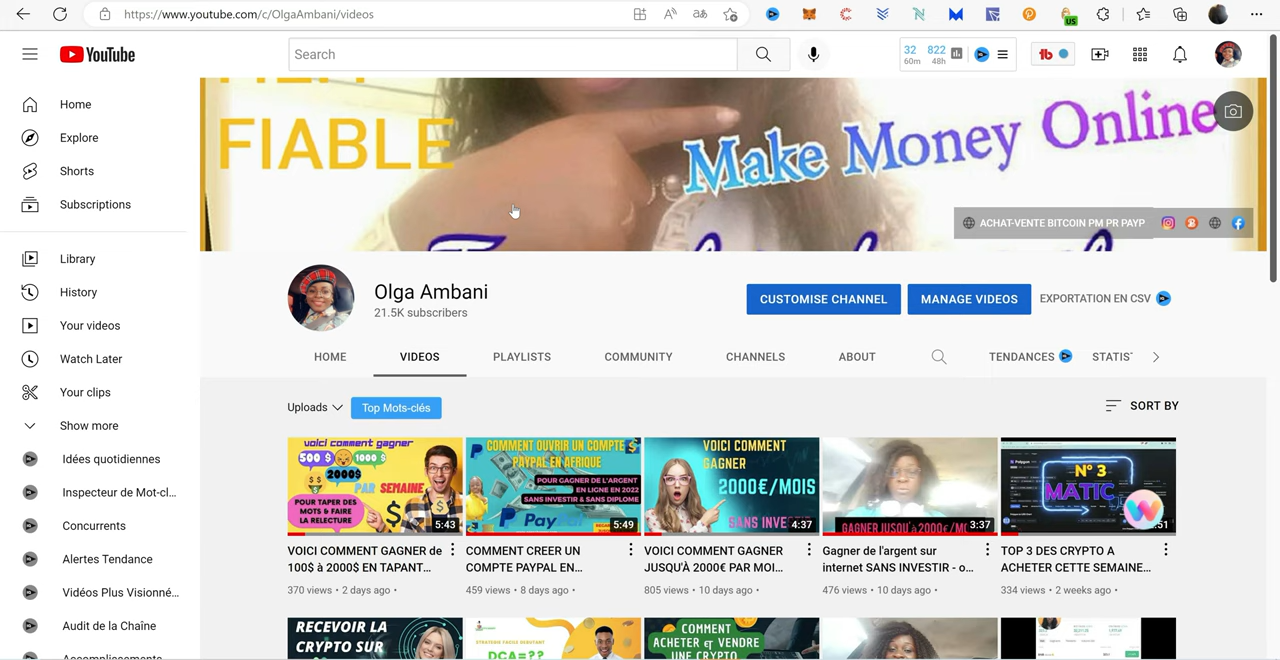 https://www.youtube.com/c/OlgaAmbani/videos
US
YouTube
Search
32 822
60m 48h
Home
Explore
Shorts
Subscriptions
Library
History
Your videos
Watch Later
Your clips
Show more
Idées quotidiennes
Inspecteur de Mot-cl...
Concurrents
Alertes Tendance
Vidéos Plus Visionné...
Audit de la Chaîne
FIABLE
Make Money Online
ACHAT-VENTE BITCOIN PM PR PAYP
Olga Ambani
21.5K subscribers
CUSTOMISE CHANNEL
MANAGE VIDEOS
EXPORTATION EN CSV
HOME
VIDEOS
PLAYLISTS
COMMUNITY
CHANNELS
ABOUT
TENDANCES
STATIS
Uploads
Top Mots-clés
SORT BY
voici comment gagner
500 $ 1000 $
2000$
PAR SEMAINE
POUR TAPER DES
MOTS & FAIRE
LA RELECTURE
5:43
VOICI COMMENT GAGNER de
100$ à 2000$ EN TAPANT...
370 views • 2 days ago •
COMMENT OUVRIR UN COMPTE
PAYPAL EN AFRIQUE
POUR GAGNER DE L'ARGENT
EN LIGNE EN 2022
SANS INVESTIR & SANS DIPLOME
5:49
COMMENT CREER UN
COMPTE PAYPAL EN...
459 views • 8 days ago •
VOICI COMMENT
GAGNER
2000€/MOIS
4:37
VOICI COMMENT GAGNER
JUSQU'À 2000€ PAR MOI...
805 views • 10 days ago •
GAGNER JUSQU'à 2000€/MO
3:37
Gagner de l'argent sur
internet SANS INVESTIR - o...
476 views • 10 days ago •
N° 3
MATIC
TOP 3 DES CRYPTO A
ACHETER CETTE SEMAINE...
334 views • 2 weeks ago •
RECEVOIR LA
CRYPTO SUR
STRATEGIE FACILE DEBUTANT
DCA=??
COMMENT
ACHETER ET VENDRE
UNE CRYPTO